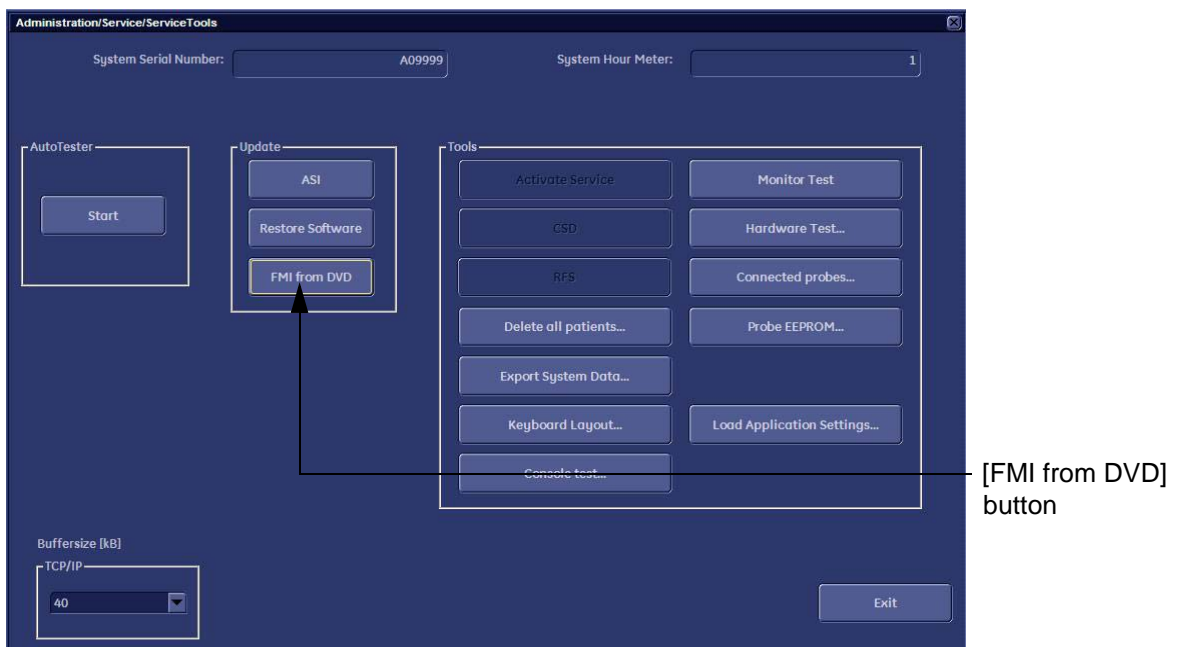 Administration/Service/ServiceTools
System Serial Number: A09999 System Hour Meter: 1
AutoTester
Start
Update
ASI
Restore Software
FMI from DVD
Tools
Activate Service Monitor Test
CSD Hardware Test...
RFS Connected probes...
Delete all patients... Probe EEPROM...
Export System Data...
Keyboard Layout... Load Application Settings...
Console test...
[FMI from DVD]
button
Buffersize [kB]
TCP/IP
40
Exit